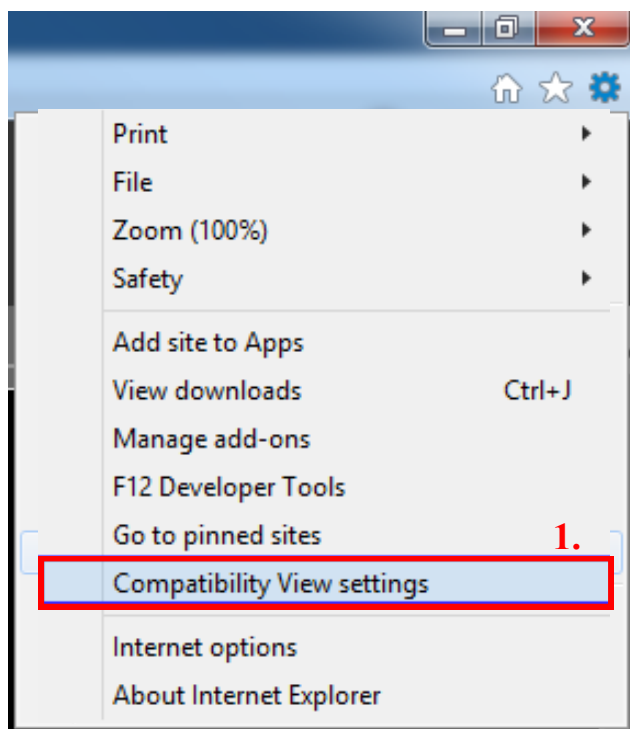 Print
File
Zoom (100%)
Safety
Add site to Apps
View downloads Ctrl+J
Manage add-ons
F12 Developer Tools
Go to pinned sites
1.
Compatibility View settings
Internet options
About Internet Explorer